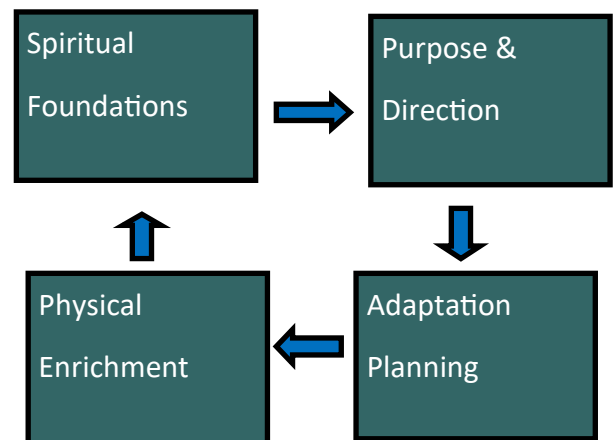 Spiritual
Foundations
Purpose &
Direction
Physical
Enrichment
Adaptation
Planning